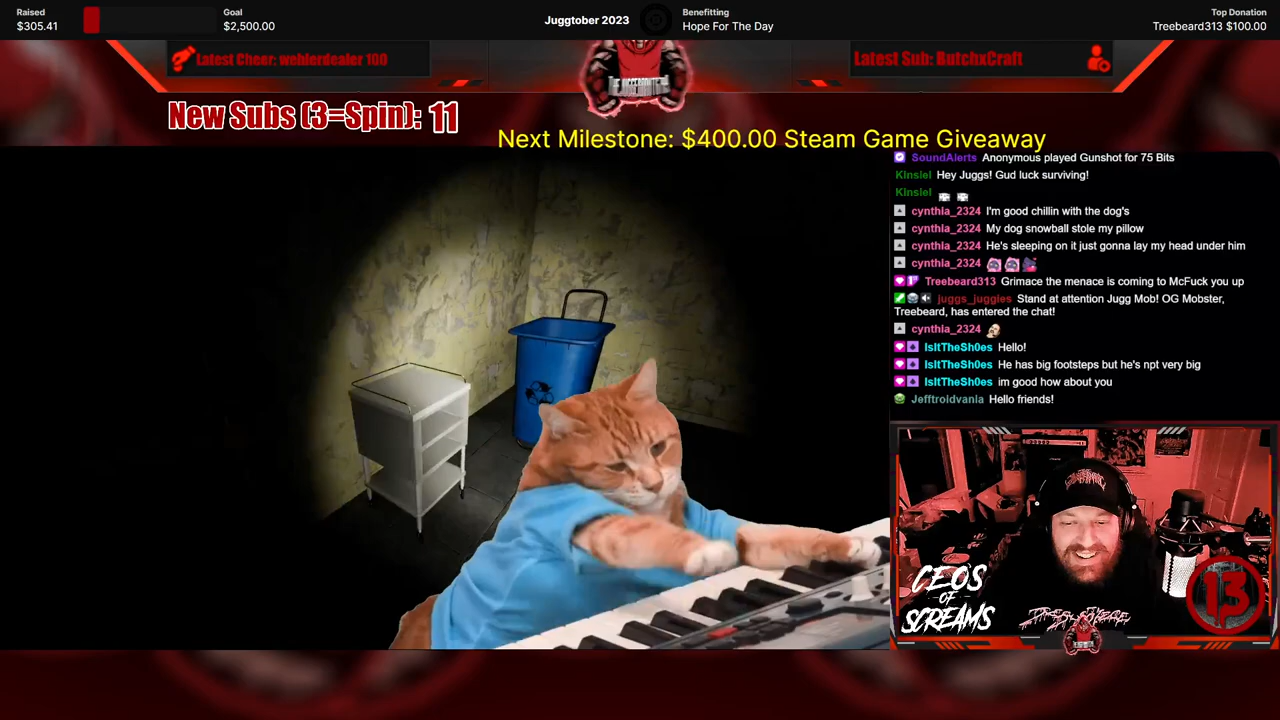 Raised
$305.41
Goal
$2,500.00
Juggtober 2023
Benefitting
Hope For The Day
Top Donation
Treebeard313 $100.00
Latest Cheer: wehlerdealer 100
Latest Sub: ButchxCraft
New Subs (3=Spin): 11
Next Milestone: $400.00 Steam Game Giveaway
SoundAlerts Anonymous played Gunshot for 75 Bits
Kinslel Hey Juggs! Gud luck surviving!
Kinslel
cynthia_2324 I'm good chillin with the dog's
cynthia_2324 My dog snowball stole my pillow
cynthia_2324 He's sleeping on it just gonna lay my head under him
cynthia_2324
Treebeard313 Grimace the menace is coming to McFuck you up
juggs_juggies Stand at attention Jugg Mob! OG Mobster,
Treebeard, has entered the chat!
cynthia_2324
IsItTheSh0es Hello!
IsItTheSh0es He has big footsteps but he's npt very big
IsItTheSh0es im good how about you
Jefftroidvania Hello friends!
CEOS
OF
SCREAMS
13